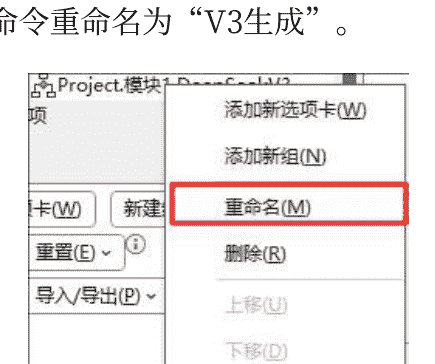 命令重命名为“V3生成”。
Project.模块1.DeepSeekV3
项
添加新选项卡(W)
添加新组(N)
卡(W) 新建 重命名(M)
重置(E) 删除(R)
导入/导出(P) 上移(U)
下移(D)